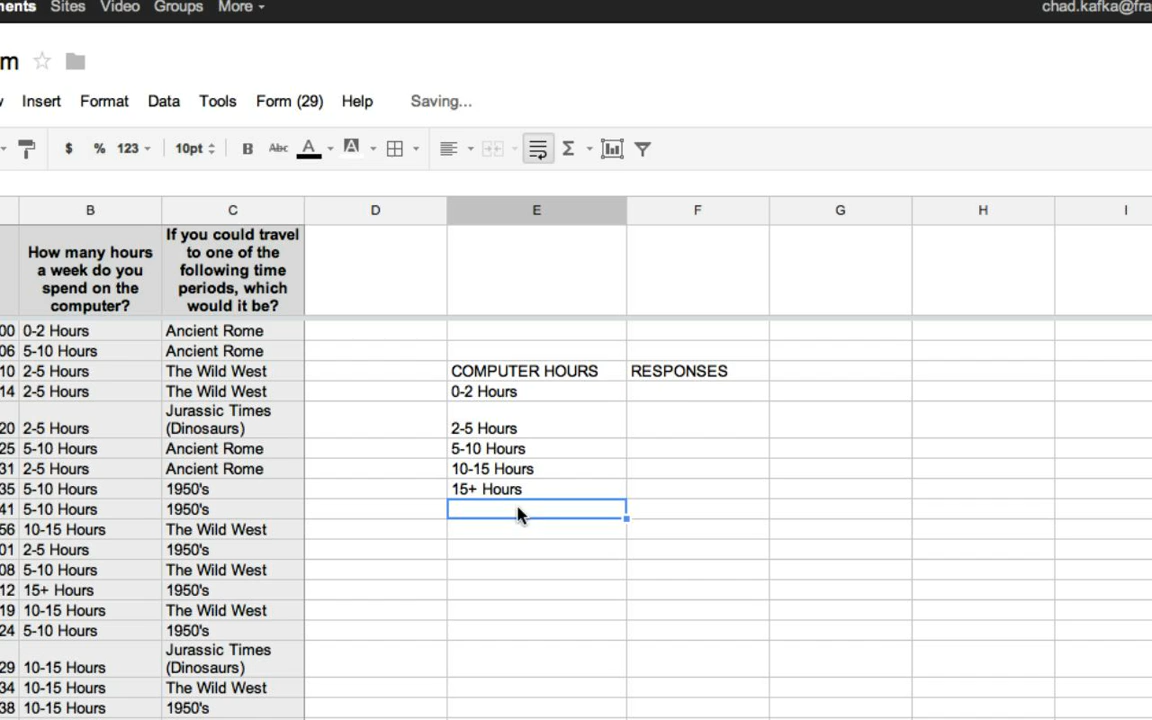 ments Sites Video Groups More chad.kafka@fra
m
w Insert Format Data Tools Form (29) Help Saving...
$ % 123 10pt B Abc A A Σ
B C D E F G H I
How many hours
a week do you
spend on the
computer?
If you could travel
to one of the
following time
periods, which
would it be?
00 0-2 Hours Ancient Rome
06 5-10 Hours Ancient Rome
10 2-5 Hours The Wild West COMPUTER HOURS RESPONSES
14 2-5 Hours The Wild West 0-2 Hours
Jurassic Times
20 2-5 Hours (Dinosaurs) 2-5 Hours
25 5-10 Hours Ancient Rome 5-10 Hours
31 2-5 Hours Ancient Rome 10-15 Hours
35 5-10 Hours 1950's 15+ Hours
41 5-10 Hours 1950's
56 10-15 Hours The Wild West
01 2-5 Hours 1950's
08 5-10 Hours The Wild West
12 15+ Hours 1950's
19 10-15 Hours The Wild West
24 5-10 Hours 1950's
Jurassic Times
29 10-15 Hours (Dinosaurs)
34 10-15 Hours The Wild West
38 10-15 Hours 1950's